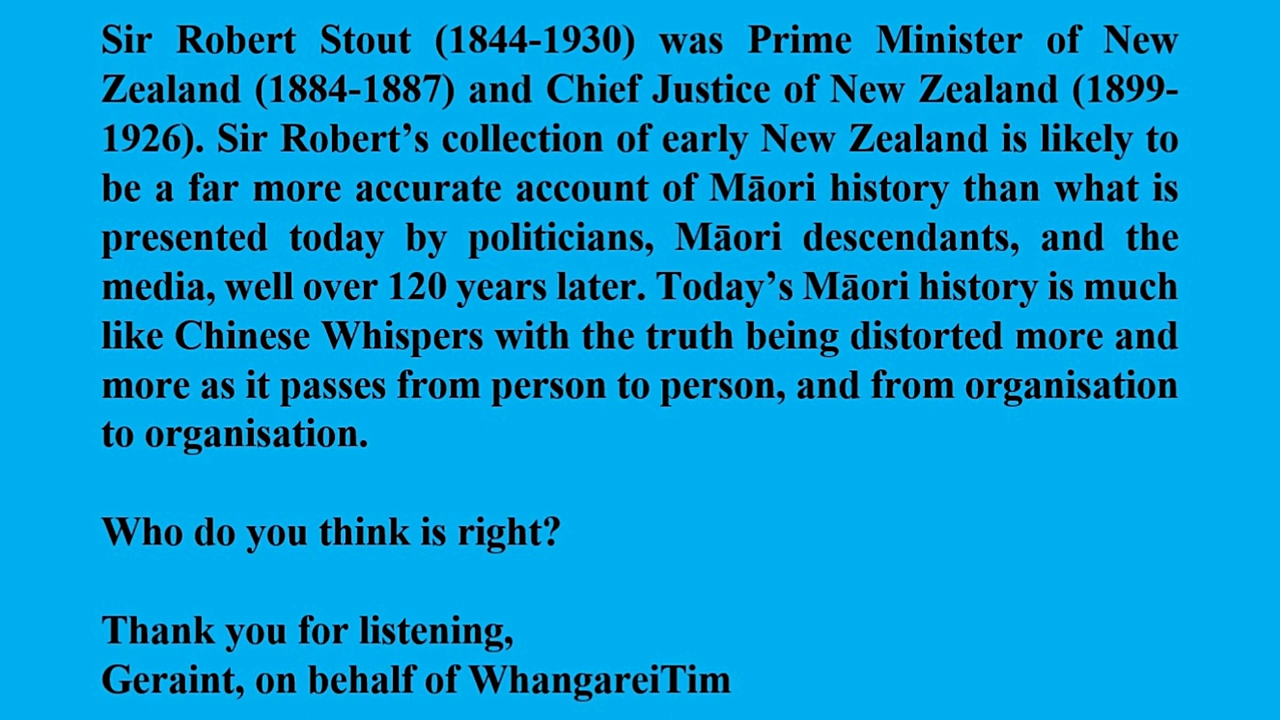 Sir Robert Stout (1844-1930) was Prime Minister of New
Zealand (1884-1887) and Chief Justice of New Zealand (1899-
1926). Sir Robert’s collection of early New Zealand is likely to
be a far more accurate account of Māori history than what is
presented today by politicians, Māori descendants, and the
media, well over 120 years later. Today’s Māori history is much
like Chinese Whispers with the truth being distorted more and
more as it passes from person to person, and from organisation
to organisation.
Who do you think is right?
Thank you for listening,
Geraint, on behalf of WhangareiTim